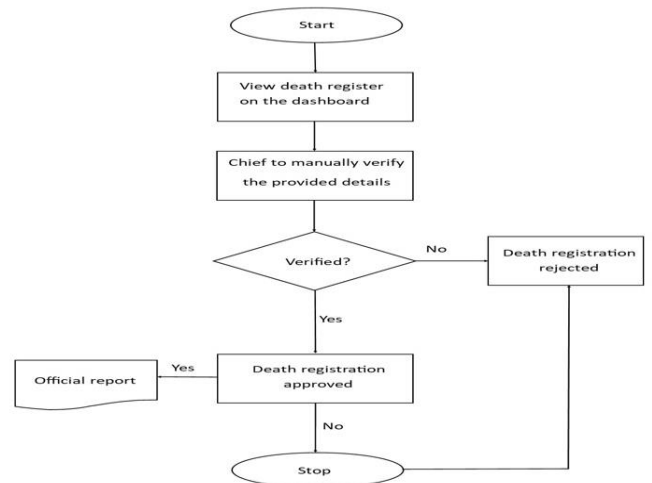 Start
View death register
on the dashboard
Chief to manually verify
the provided details
Verified?
No
Death registration
rejected
Yes
Death registration
approved
Yes
Official report
No
Stop